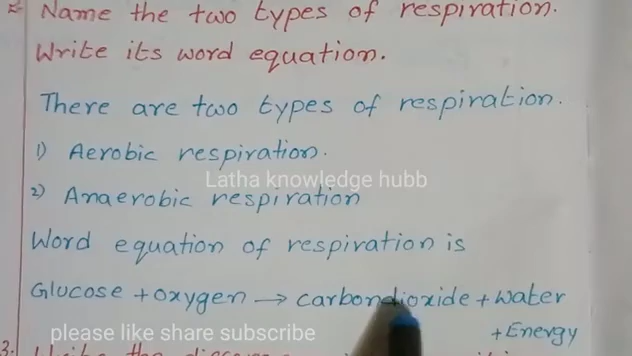 Name the two types of respiration.
Write its word equation.
There are two types of respiration.
1) Aerobic respiration.
Latha knowledge hubb
2) Anaerobic respiration
Word equation of respiration is
Glucose + oxygen → carbondioxide + water
+ Energy
please like share subscribe
3.